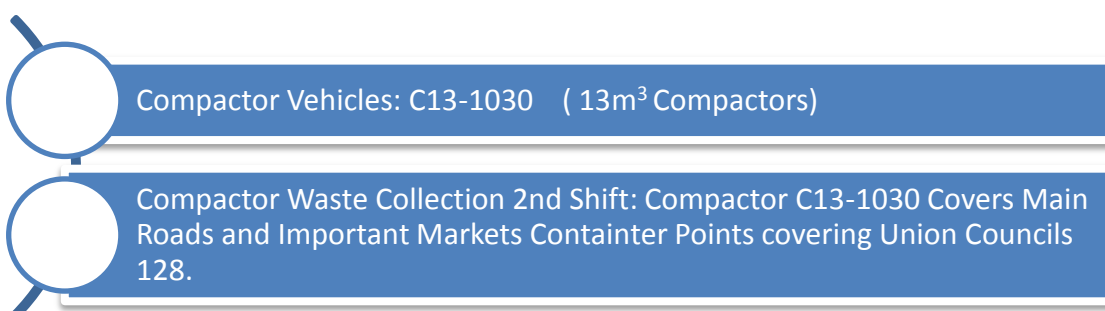 Compactor Vehicles: C13-1030 ( 13m³ Compactors)
Compactor Waste Collection 2nd Shift: Compactor C13-1030 Covers Main
Roads and Important Markets Containter Points covering Union Councils
128.